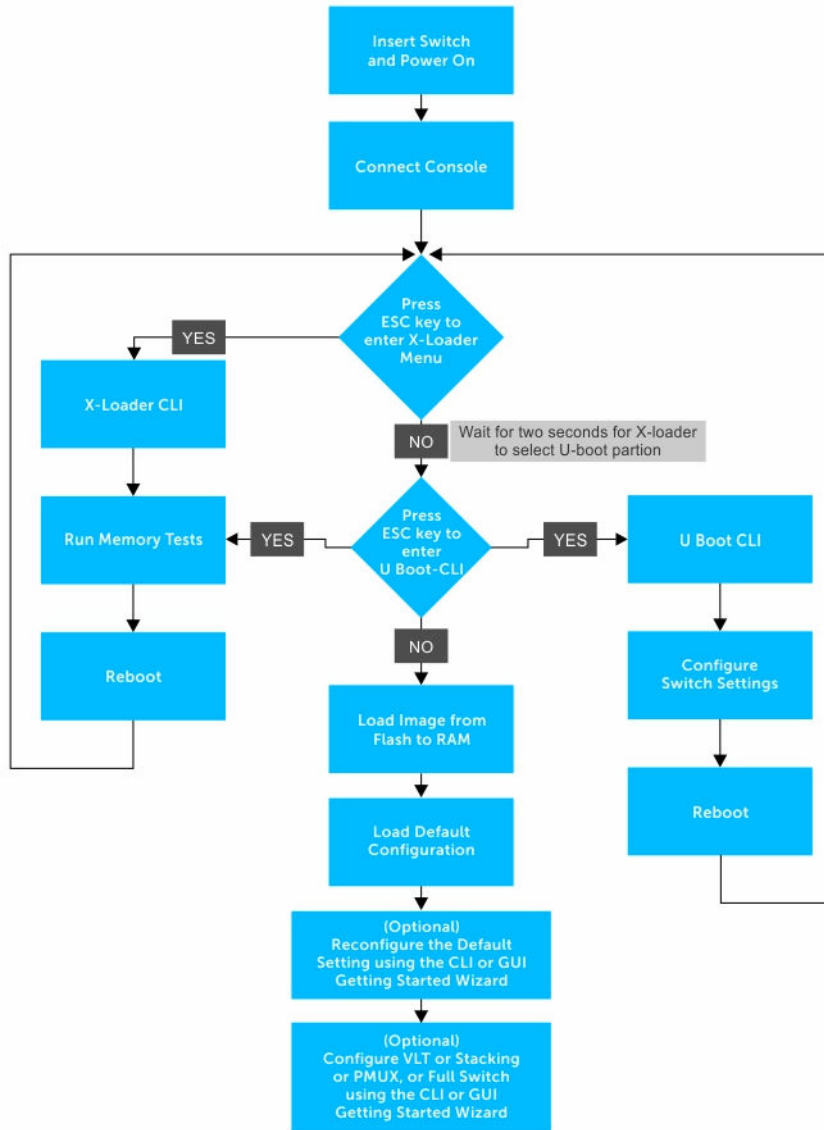 Insert Switch
and Power On
Connect Console
Press
ESC key to
enter X-Loader
Menu
YES
X-Loader CLI
NO
Wait for two seconds for X-loader
to select U-boot partion
Run Memory Tests
YES
Press
ESC key to
enter
U Boot-CLI
YES
U Boot CLI
Reboot
NO
Configure
Switch Settings
Load Image from
Flash to RAM
Reboot
Load Default
Configuration
(Optional)
Reconfigure the Default
Setting using the CLI or GUI
Getting Started Wizard
(Optional)
Configure VLT or Stacking
or PMUX, or Full Switch
using the CLI or GUI
Getting Started Wizard